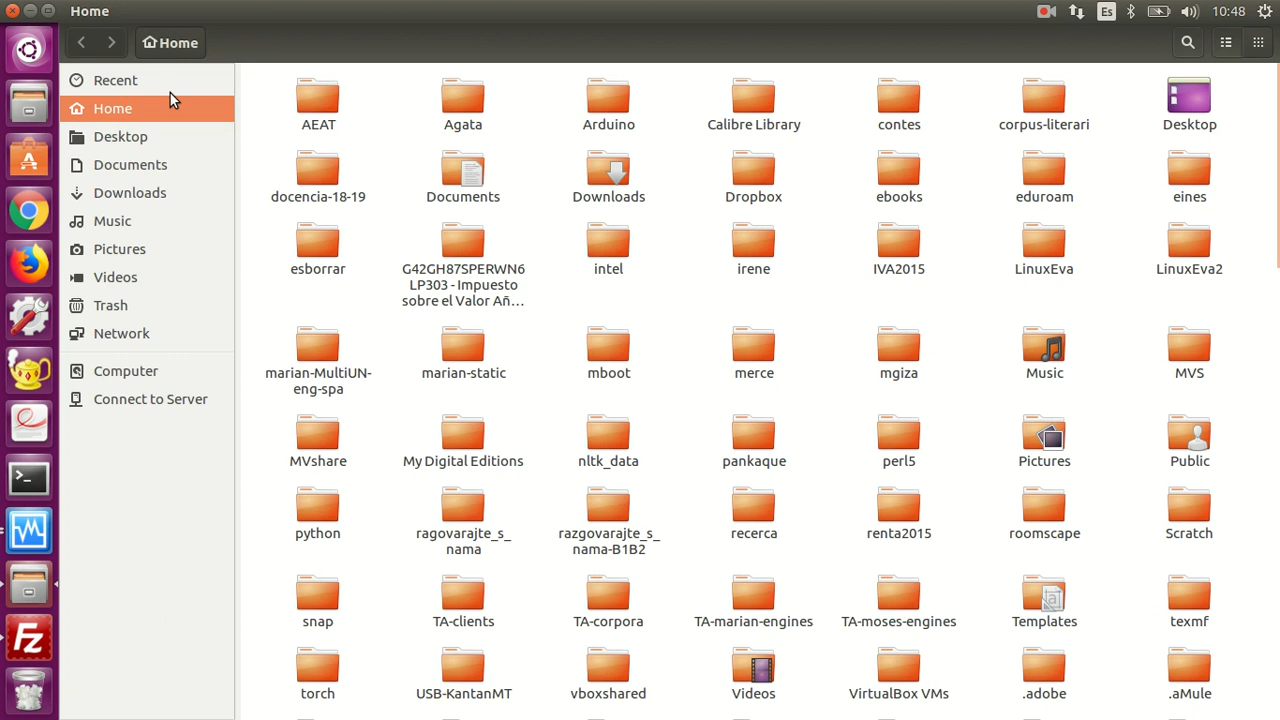 Home
Es
10:48
Home
Recent
Home
Desktop
Documents
Downloads
Music
Pictures
Videos
Trash
Network
Computer
Connect to Server
AEAT
Agata
Arduino
Calibre Library
contes
corpus-literari
Desktop
docencia-18-19
Documents
Downloads
Dropbox
ebooks
eduroam
eines
esborrar
G42GH87SPERWN6
LP303 - Impuesto
sobre el Valor Añ…
intel
irene
IVA2015
LinuxEva
LinuxEva2
marian-MultiUN-
eng-spa
marian-static
mboot
merce
mgiza
Music
MVS
MVshare
My Digital Editions
nltk_data
pankaque
perl5
Pictures
Public
python
ragovarajte_s_
nama
razgovarajte_s_
nama-B1B2
recerca
renta2015
roomscape
Scratch
snap
TA-clients
TA-corpora
TA-marian-engines
TA-moses-engines
Templates
texmf
torch
USB-KantanMT
vboxshared
Videos
VirtualBox VMs
.adobe
.aMule